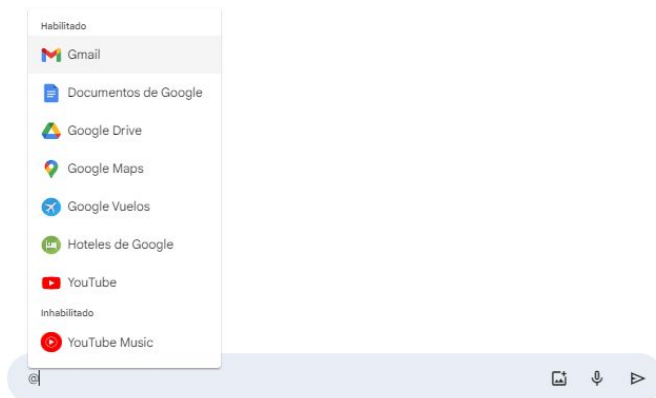 Habilitado
Gmail
Documentos de Google
Google Drive
Google Maps
Google Vuelos
Hoteles de Google
YouTube
Inhabilitado
YouTube Music
@